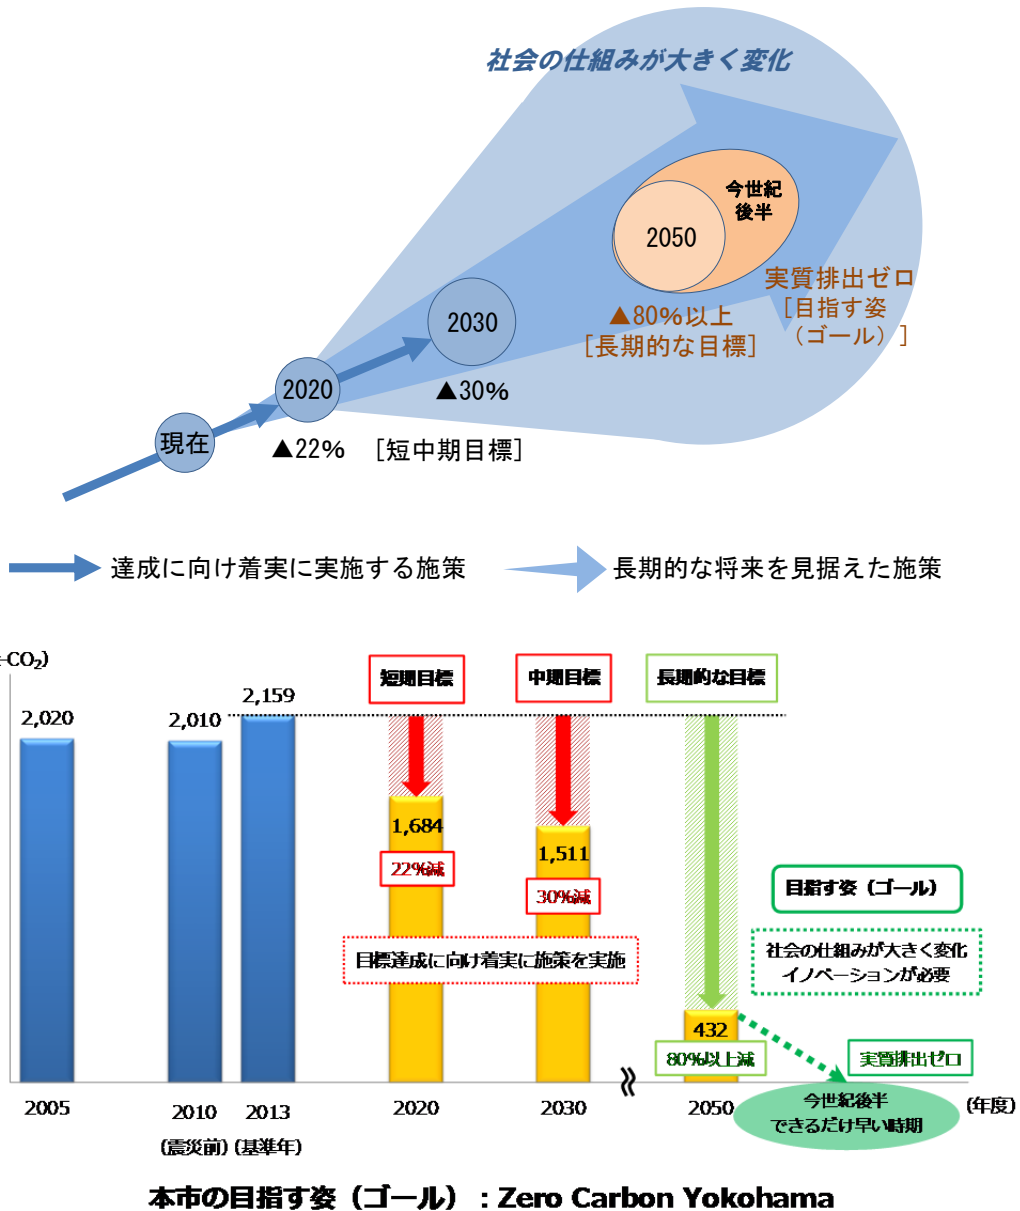 社会の仕組みが大きく変化
今世紀
後半
2050
実質排出ゼロ
[目指す姿
（ゴール）]
▲80％以上
[長期的な目標]
2030
▲30％
2020
▲22％ [短中期目標]
現在
達成に向け着実に実施する施策
長期的な将来を見据えた施策
-CO₂)
短期目標
中期目標
長期的な目標
2,020
2,010
2,159
1,684
22%減
1,511
30%減
目標達成に向け着実に施策を実施
目指す姿（ゴール）
社会の仕組みが大きく変化
イノベーションが必要
432
80%以上減
実質排出ゼロ
2005
2010
(震災前)
2013
(基準年)
2020
2030
2050
今世紀後半
できるだけ早い時期
(年度)
本市の目指す姿（ゴール）：Zero Carbon Yokohama